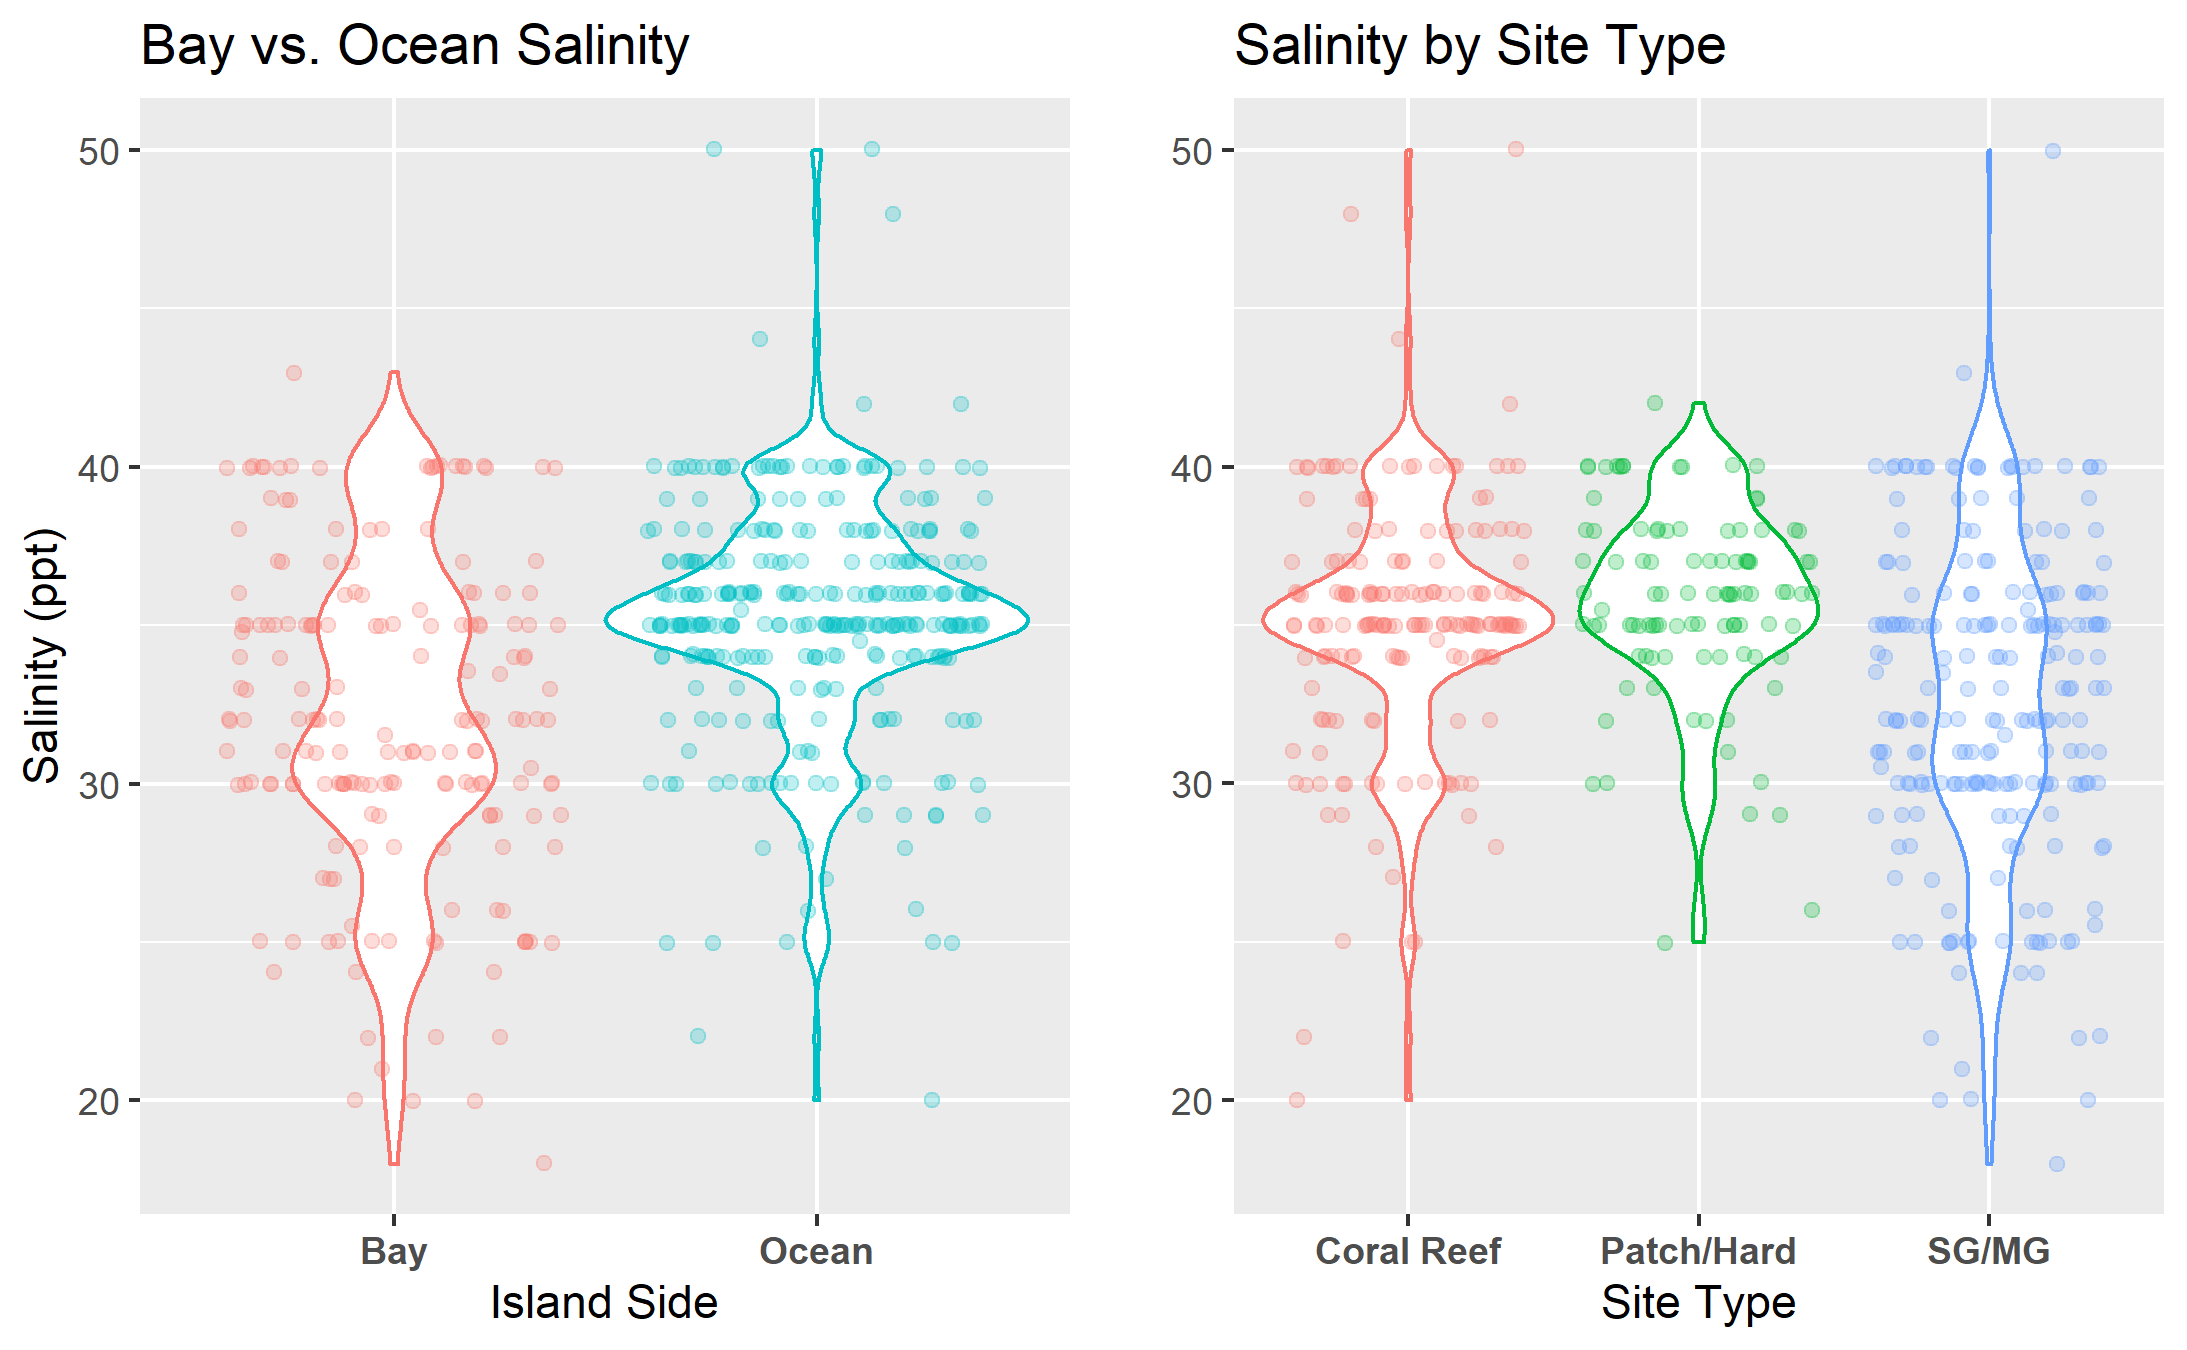 Bay vs. Ocean Salinity
Salinity (ppt)
50
40
30
20
Bay
Ocean
Island Side
Salinity by Site Type
50
40
30
20
Coral Reef
Patch/Hard
SG/MG
Site Type